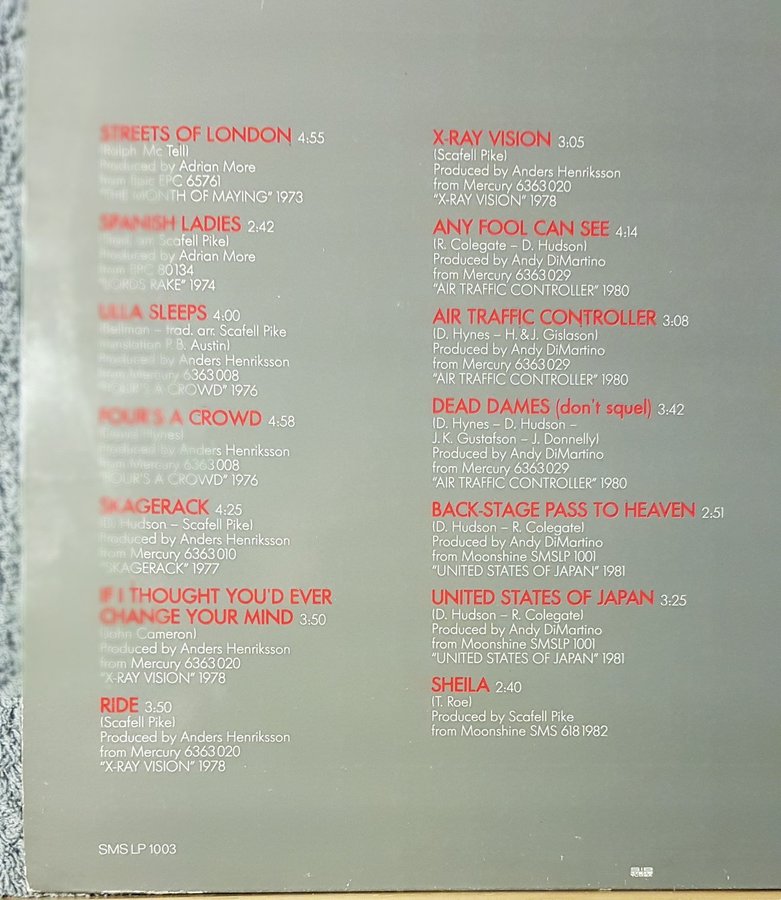 STREETS OF LONDON 4:55
(Ralph Mc Tell)
Produced by Adrian More
from Epic EPC 65761
"THE MONTH OF MAYING" 1973
SPANISH LADIES 2:42
(Trad. arr. Scafell Pike)
Produced by Adrian More
from EPC 80134
"LORDS RAKE" 1974
ULLA SLEEPS 4:00
(Bellman – trad. arr. Scafell Pike
translation P. B. Austin)
Produced by Anders Henriksson
from Mercury 6363 008
"FOUR'S A CROWD" 1976
FOUR'S A CROWD 4:58
(David Hynes)
Produced by Anders Henriksson
from Mercury 6363 008
"FOUR'S A CROWD" 1976
SKAGERACK 4:25
(D. Hudson – Scafell Pike)
Produced by Anders Henriksson
from Mercury 6363 010
"SKAGERACK" 1977
IF I THOUGHT YOU'D EVER
CHANGE YOUR MIND 3:50
(John Cameron)
Produced by Anders Henriksson
from Mercury 6363 020
"X-RAY VISION" 1978
RIDE 3:50
(Scafell Pike)
Produced by Anders Henriksson
from Mercury 6363 020
"X-RAY VISION" 1978
SMS LP 1003
X-RAY VISION 3:05
(Scafell Pike)
Produced by Anders Henriksson
from Mercury 6363 020
"X-RAY VISION" 1978
ANY FOOL CAN SEE 4:14
(R. Colegate – D. Hudson)
Produced by Andy DiMartino
from Mercury 6363 029
"AIR TRAFFIC CONTROLLER" 1980
AIR TRAFFIC CONTROLLER 3:08
(D. Hynes – H. & J. Gislason)
Produced by Andy DiMartino
from Mercury 6363 029
"AIR TRAFFIC CONTROLLER" 1980
DEAD DAMES (don't squel) 3:42
(D. Hynes – D. Hudson –
J. K. Gustafson – J. Donnelly)
Produced by Andy DiMartino
from Mercury 6363 029
"AIR TRAFFIC CONTROLLER" 1980
BACK-STAGE PASS TO HEAVEN 2:51
(D. Hudson – R. Colegate)
Produced by Andy DiMartino
from Moonshine SMSLP 1001
"UNITED STATES OF JAPAN" 1981
UNITED STATES OF JAPAN 3:25
(D. Hudson – R. Colegate)
Produced by Andy DiMartino
from Moonshine SMSLP 1001
"UNITED STATES OF JAPAN" 1981
SHEILA 2:40
(T. Roe)
Produced by Scafell Pike
from Moonshine SMS 618 1982